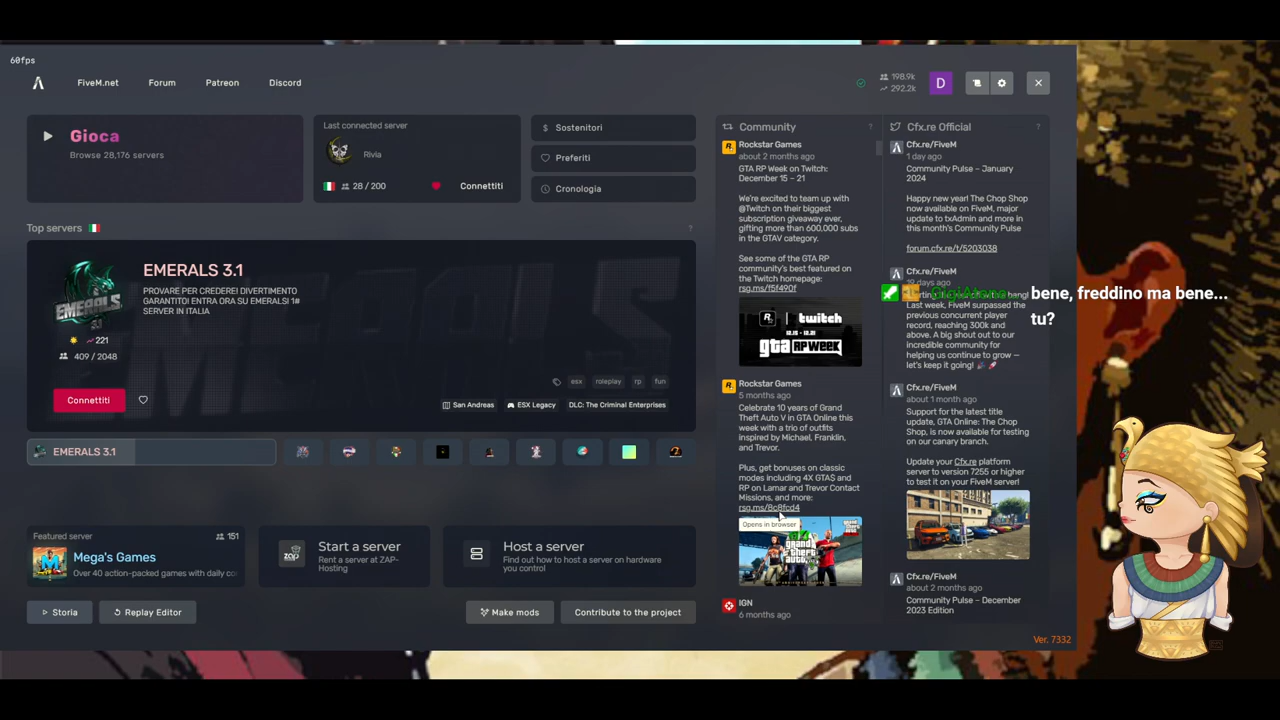 60fps
FiveM.net
Forum
Patreon
Discord
198.9k
292.2k
D
Gioca
Browse 28,176 servers
Last connected server
Rivia
28 / 200
Connettiti
$ Sostenitori
Preferiti
Cronologia
Top servers
?
EMERALS 3.1
PROVARE PER CREDERE! DIVERTIMENTO
GARANTITO! ENTRA ORA SU EMERALS! 1#
SERVER IN ITALIA
EMERALS
3.1
221
409 / 2048
Connettiti
esx
roleplay
rp
fun
San Andreas
ESX Legacy
DLC: The Criminal Enterprises
EMERALS 3.1
Featured server
151
Mega's Games
Over 40 action-packed games with daily co
ZAP
Start a server
Rent a server at ZAP-
Hosting
Host a server
Find out how to host a server on hardware
you control
Storia
Replay Editor
Make mods
Contribute to the project
Community
?
Rockstar Games
about 2 months ago
GTA RP Week on Twitch:
December 15 – 21
We're excited to team up with
@Twitch on their biggest
subscription giveaway ever,
gifting more than 600,000 subs
in the GTAV category.
See some of the GTA RP
community's best featured on
the Twitch homepage:
rsg.ms/f5f490f
twitch
12.15 - 12.21
gta RP WEEK
Rockstar Games
5 months ago
Celebrate 10 years of Grand
Theft Auto V in GTA Online this
week with a trio of outfits
inspired by Michael, Franklin,
and Trevor.
Plus, get bonuses on classic
modes including 4X GTA$ and
RP on Lamar and Trevor Contact
Missions, and more:
rsg.ms/8c8fcd4
Opens in browser
grand
theft
auto
IGN
6 months ago
Cfx.re Official
?
Cfx.re/FiveM
1 day ago
Community Pulse – January
2024
Happy new year! The Chop Shop
now available on FiveM, major
update to txAdmin and more in
this month's Community Pulse
forum.cfx.re/t/5203038
Cfx.re/FiveM
days ago
Last week, FiveM surpassed the
previous concurrent player
record, reaching 300k and
above. A big shout out to our
incredible community for
helping us continue to grow —
let's keep it going!
Cfx.re/FiveM
about 1 month ago
Support for the latest title
update, GTA Online: The Chop
Shop, is now available for testing
on our canary branch.
Update your Cfx.re platform
server to version 7255 or higher
to test it on your FiveM server!
Cfx.re/FiveM
about 2 months ago
Community Pulse – December
2023 Edition
Ver. 7332
bene, freddino ma bene...
tu?